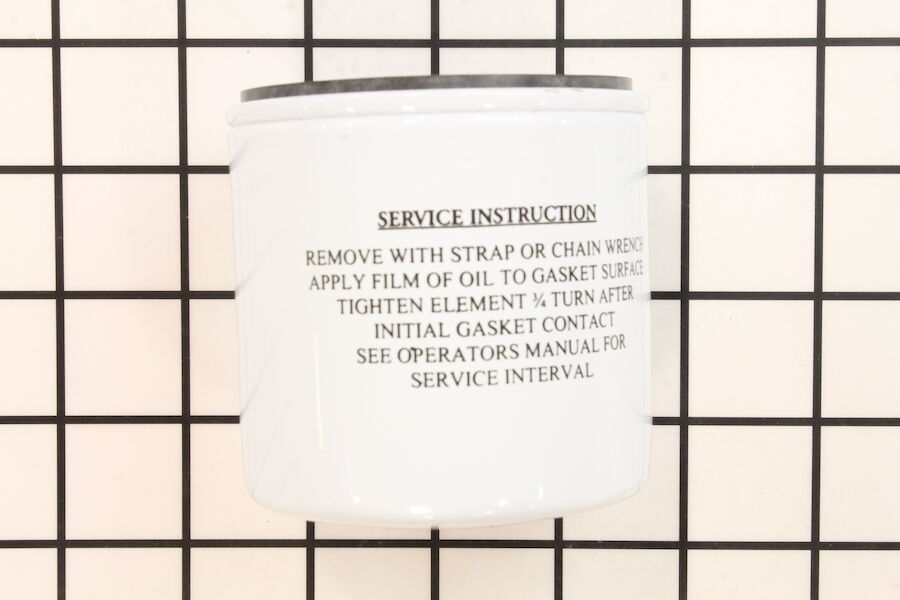 SERVICE INSTRUCTION
REMOVE WITH STRAP OR CHAIN WRENCH
APPLY FILM OF OIL TO GASKET SURFACE
TIGHTEN ELEMENT ¾ TURN AFTER
INITIAL GASKET CONTACT
SEE OPERATORS MANUAL FOR
SERVICE INTERVAL